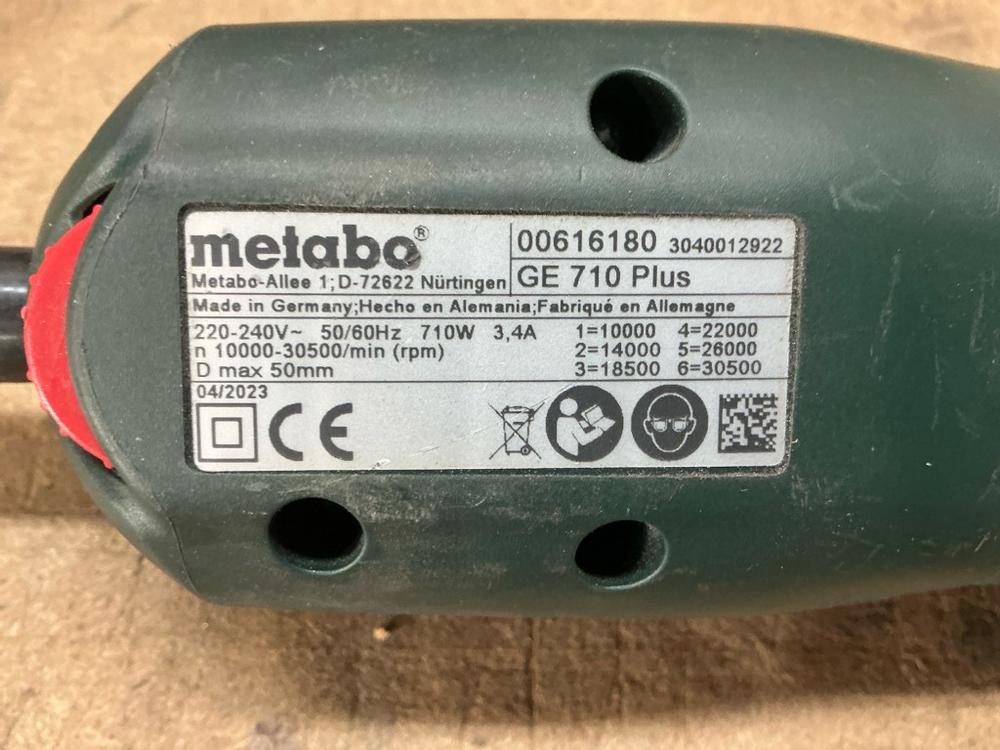 metabo®
Metabo-Allee 1; D-72622 Nürtingen
00616180 3040012922
GE 710 Plus
Made in Germany;Hecho en Alemania;Fabriqué en Allemagne
220-240V~ 50/60Hz 710W 3,4A
n 10000-30500/min (rpm)
D max 50mm
1=10000 4=22000
2=14000 5=26000
3=18500 6=30500
04/2023
CE